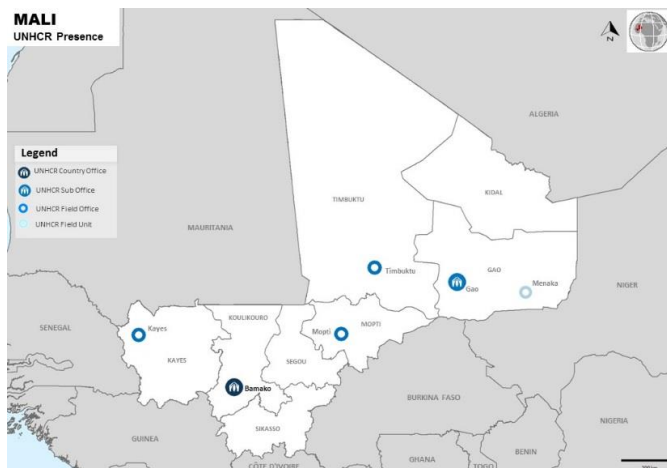 MALI
UNHCR Presence
N
ALGERIA
Legend
UNHCR Country Office
UNHCR Sub Office
UNHCR Field Office
UNHCR Field Unit
TIMBUKTU
KIDAL
MAURITANIA
Timbuktu
GAO
Gao
Menaka
NIGER
SENEGAL
Kayes
KOULIKOURO
Mopti
MOPTI
KAYES
SEGOU
Bamako
BURKINA FASO
SIKASSO
NIGERIA
GUINEA
BENIN
GHANA
TOGO
CÔTE D'IVOIRE